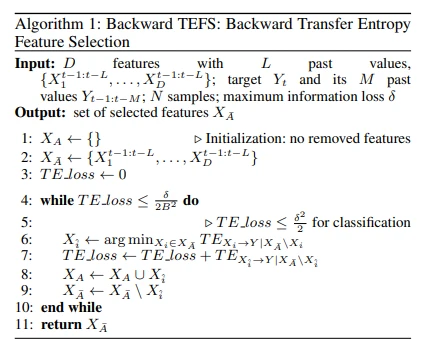 Algorithm 1: Backward TEFS: Backward Transfer Entropy
Feature Selection
Input: D features with L past values,
{X_1^{t−1:t−L}, . . . , X_D^{t−1:t−L}}; target Y_t and its M past
values Y_{t−1:t−M}; N samples; maximum information loss δ
Output: set of selected features X_Ā
1: X_A ← {} ▷ Initialization: no removed features
2: X_Ā ← {X_1^{t−1:t−L}, . . . , X_D^{t−1:t−L}}
3: TE_loss ← 0
4: while TE_loss ≤ δ/2B² do
5: ▷ TE_loss ≤ δ²/2 for classification
6: X_î ← arg min_{X_i∈X_Ā} TE_{X_i→Y|X_Ā\X_i}
7: TE_loss ← TE_loss + TE_{X_î→Y|X_Ā\X_î}
8: X_A ← X_A ∪ X_î
9: X_Ā ← X_Ā \ X_î
10: end while
11: return X_Ā